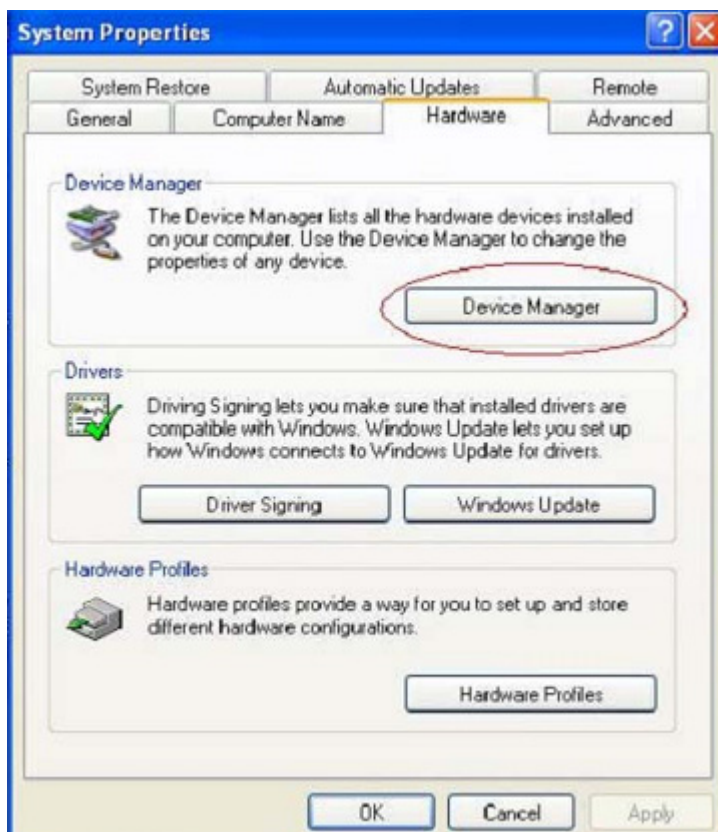 System Properties
System Restore Automatic Updates Remote
General Computer Name Hardware Advanced
Device Manager
The Device Manager lists all the hardware devices installed
on your computer. Use the Device Manager to change the
properties of any device.
Device Manager
Drivers
Driving Signing lets you make sure that installed drivers are
compatible with Windows. Windows Update lets you set up
how Windows connects to Windows Update for drivers.
Driver Signing Windows Update
Hardware Profiles
Hardware profiles provide a way for you to set up and store
different hardware configurations.
Hardware Profiles
OK Cancel Apply